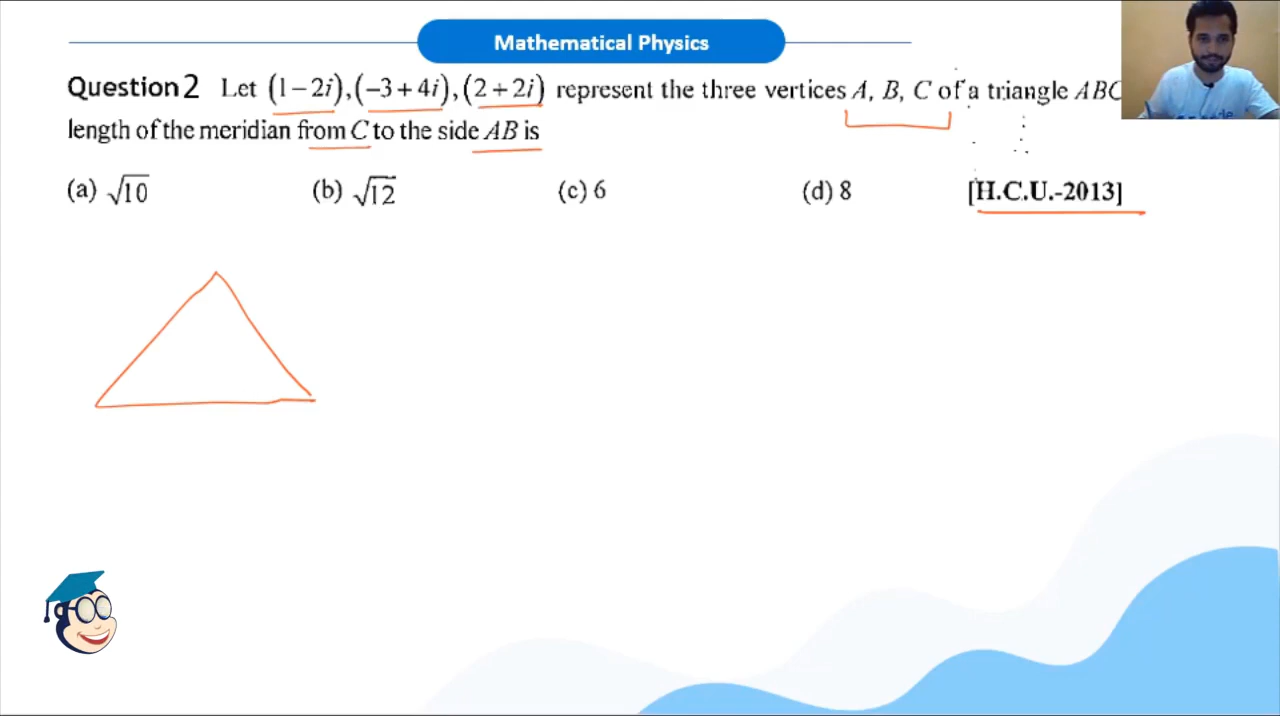 Mathematical Physics
Question 2 Let (1−2i),(−3+4i),(2+2i) represent the three vertices A, B, C of a triangle ABC
length of the meridian from C to the side AB is
(a) √10 (b) √12 (c) 6 (d) 8 [H.C.U.-2013]